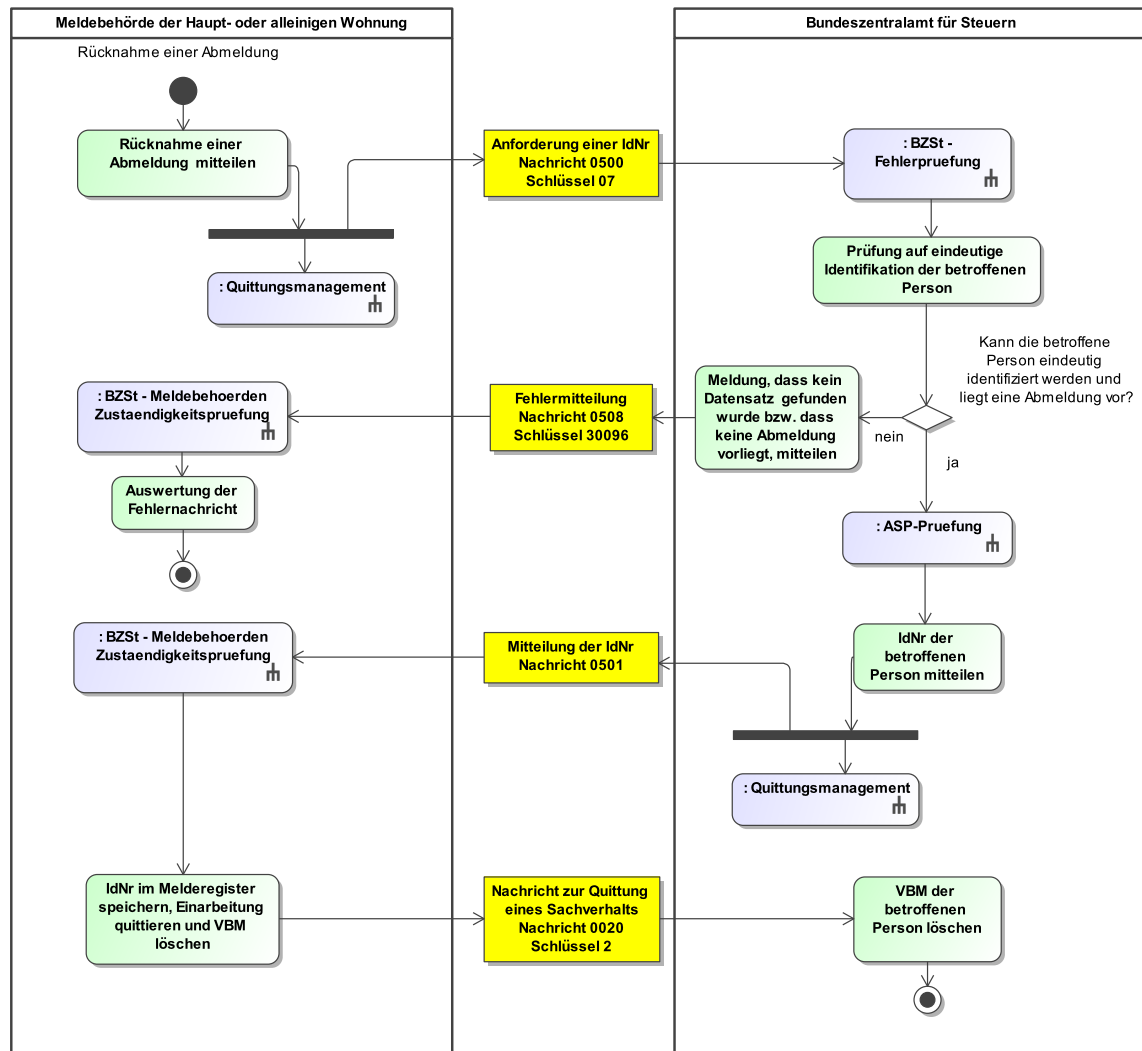 Meldebehörde der Haupt- oder alleinigen Wohnung
Bundeszentralamt für Steuern
Rücknahme einer Abmeldung
Rücknahme einer
Abmeldung mitteilen
Anforderung einer IdNr
Nachricht 0500
Schlüssel 07
: BZSt -
Fehlerpruefung
: Quittungsmanagement
Prüfung auf eindeutige
Identifikation der betroffenen
Person
Kann die betroffene
Person eindeutig
identifiziert werden und
liegt eine Abmeldung vor?
nein
ja
Meldung, dass kein
Datensatz gefunden
wurde bzw. dass
keine Abmeldung
vorliegt, mitteilen
Fehlermitteilung
Nachricht 0508
Schlüssel 30096
: BZSt - Meldebehoerden
Zustaendigkeitspruefung
Auswertung der
Fehlernachricht
: ASP-Pruefung
IdNr der
betroffenen
Person mitteilen
Mitteilung der IdNr
Nachricht 0501
: BZSt - Meldebehoerden
Zustaendigkeitspruefung
: Quittungsmanagement
IdNr im Melderegister
speichern, Einarbeitung
quittieren und VBM
löschen
Nachricht zur Quittung
eines Sachverhalts
Nachricht 0020
Schlüssel 2
VBM der
betroffenen
Person löschen